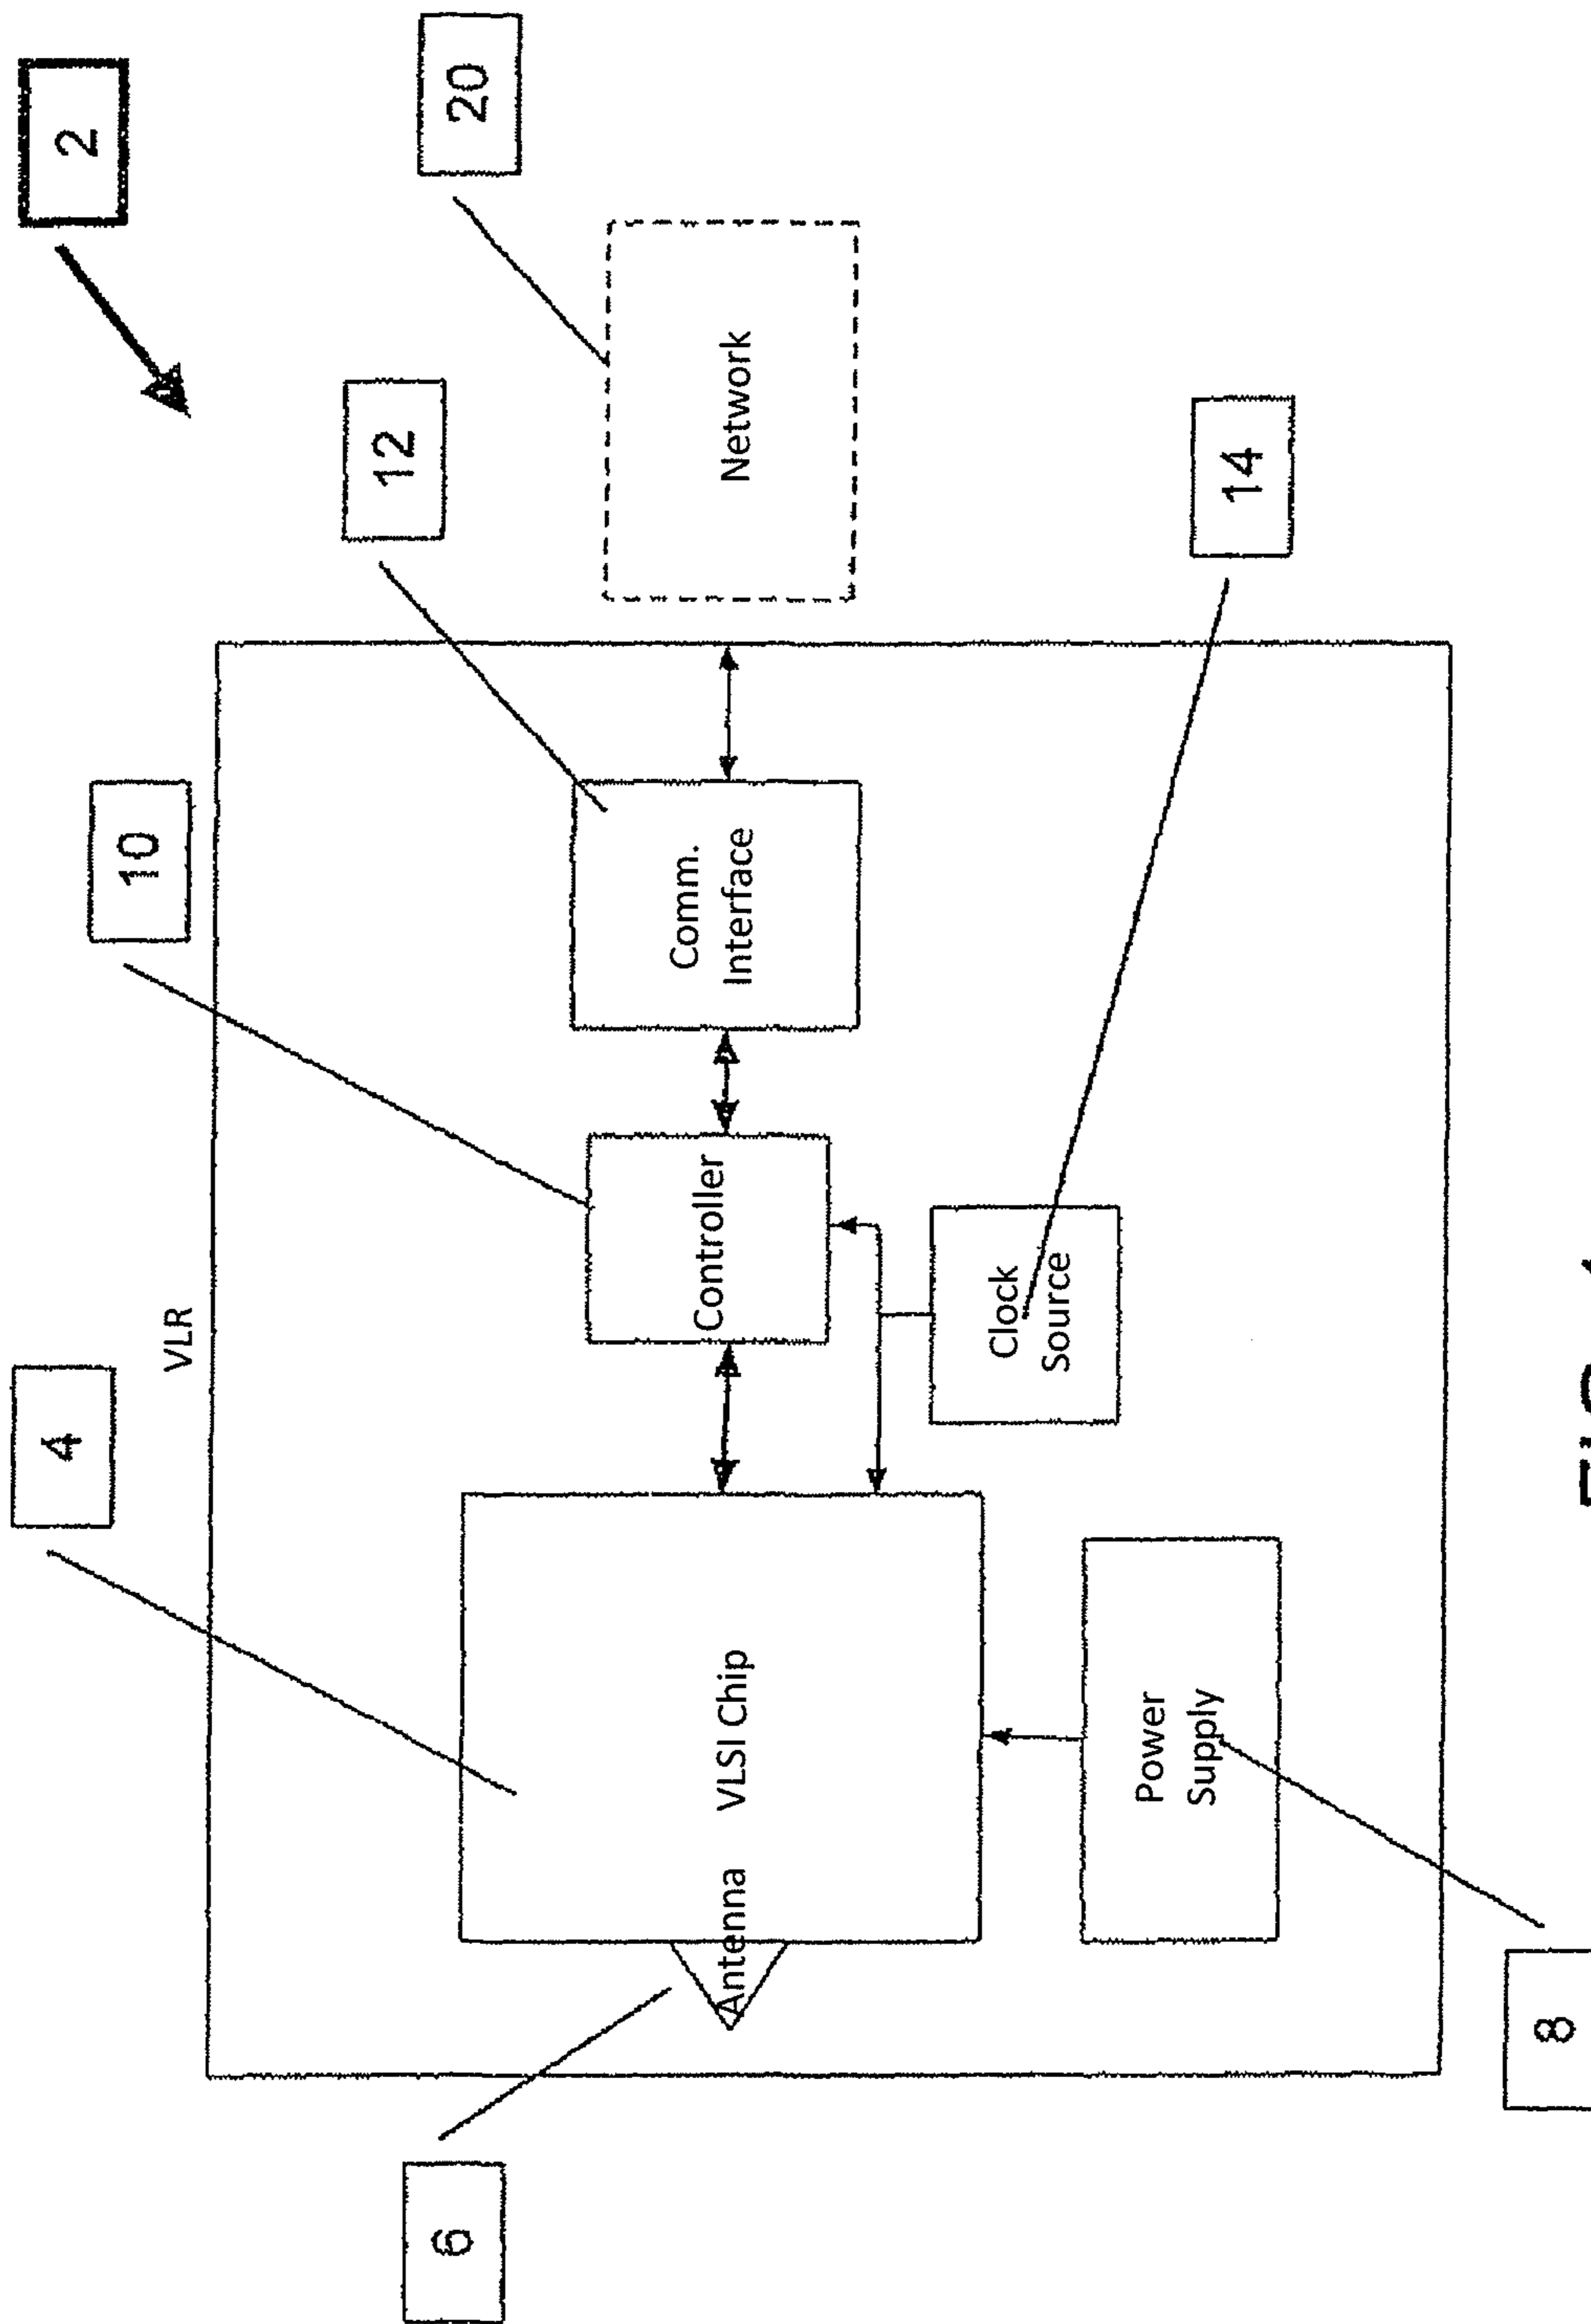 2
20
12
10
4
VLR
6
Antenna
VLSI Chip
Controller
Comm.
Interface
Network
Clock
Source
14
Power
Supply
8